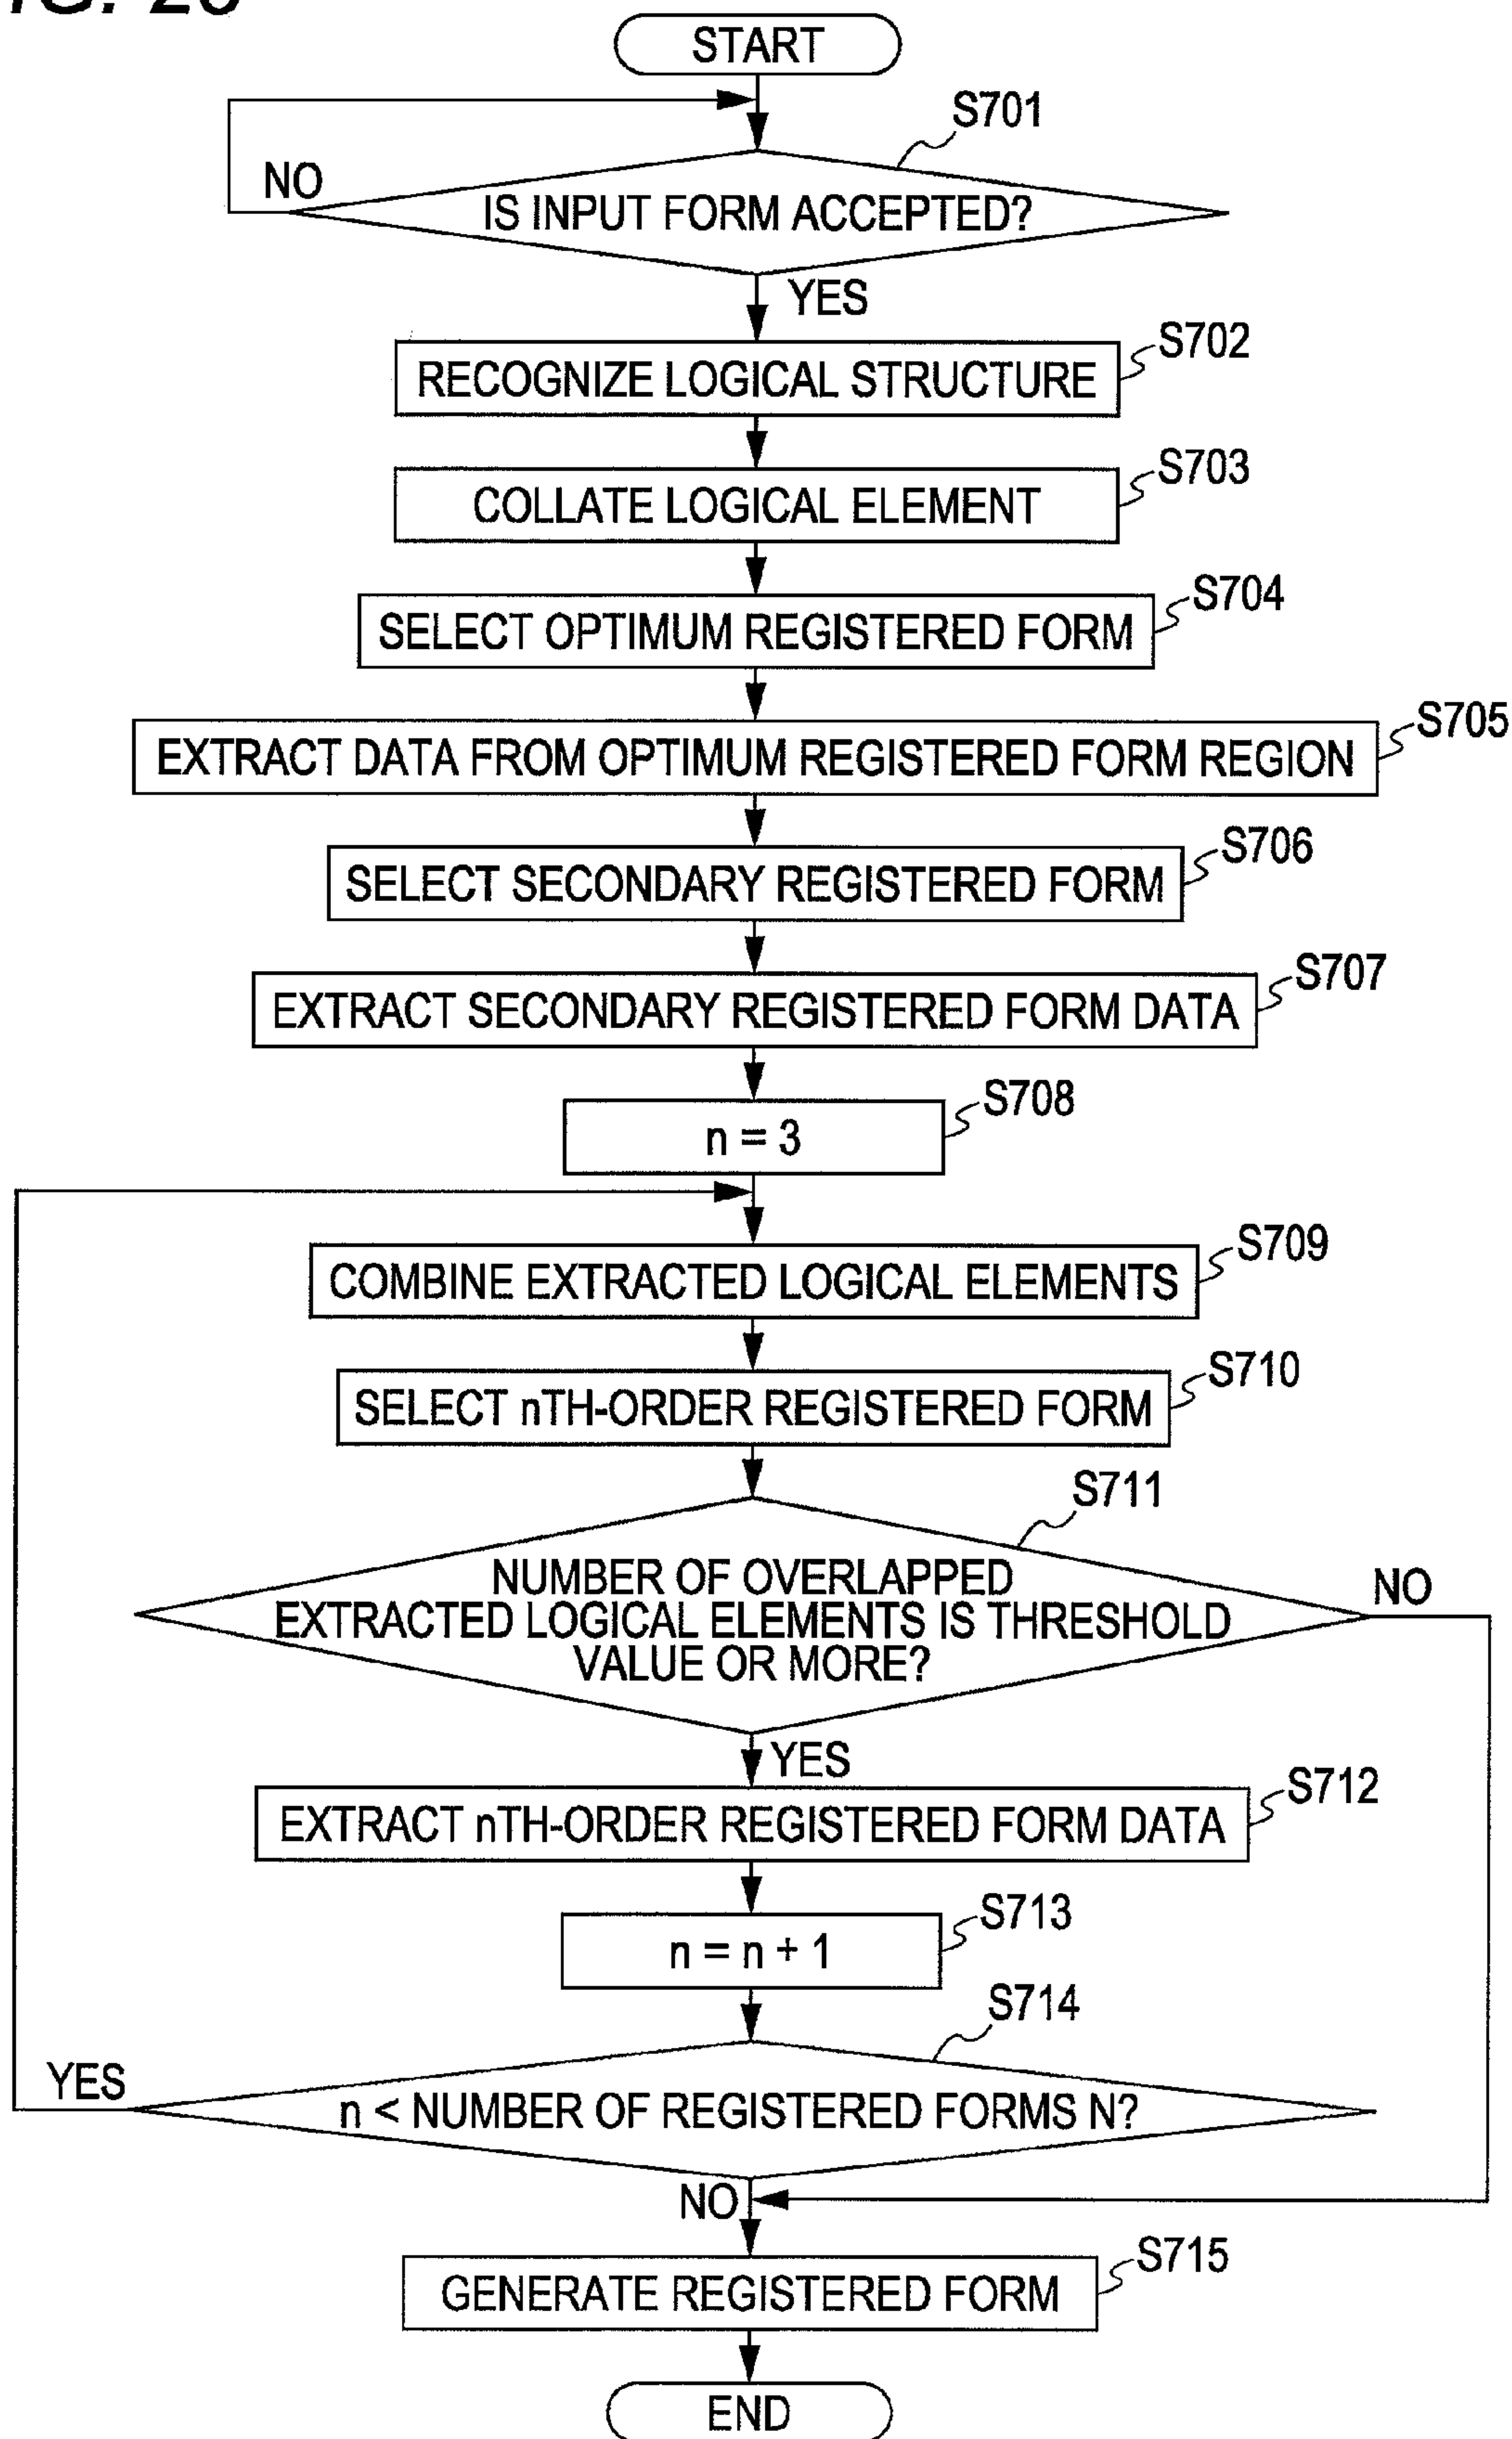 START
S701
NO
IS INPUT FORM ACCEPTED?
YES
S702
RECOGNIZE LOGICAL STRUCTURE
S703
COLLATE LOGICAL ELEMENT
S704
SELECT OPTIMUM REGISTERED FORM
S705
EXTRACT DATA FROM OPTIMUM REGISTERED FORM REGION
S706
SELECT SECONDARY REGISTERED FORM
S707
EXTRACT SECONDARY REGISTERED FORM DATA
S708
n = 3
S709
COMBINE EXTRACTED LOGICAL ELEMENTS
S710
SELECT nTH-ORDER REGISTERED FORM
S711
NUMBER OF OVERLAPPED
EXTRACTED LOGICAL ELEMENTS IS THRESHOLD
VALUE OR MORE?
NO
YES
S712
EXTRACT nTH-ORDER REGISTERED FORM DATA
S713
n = n + 1
S714
YES
n < NUMBER OF REGISTERED FORMS N?
NO
S715
GENERATE REGISTERED FORM
END